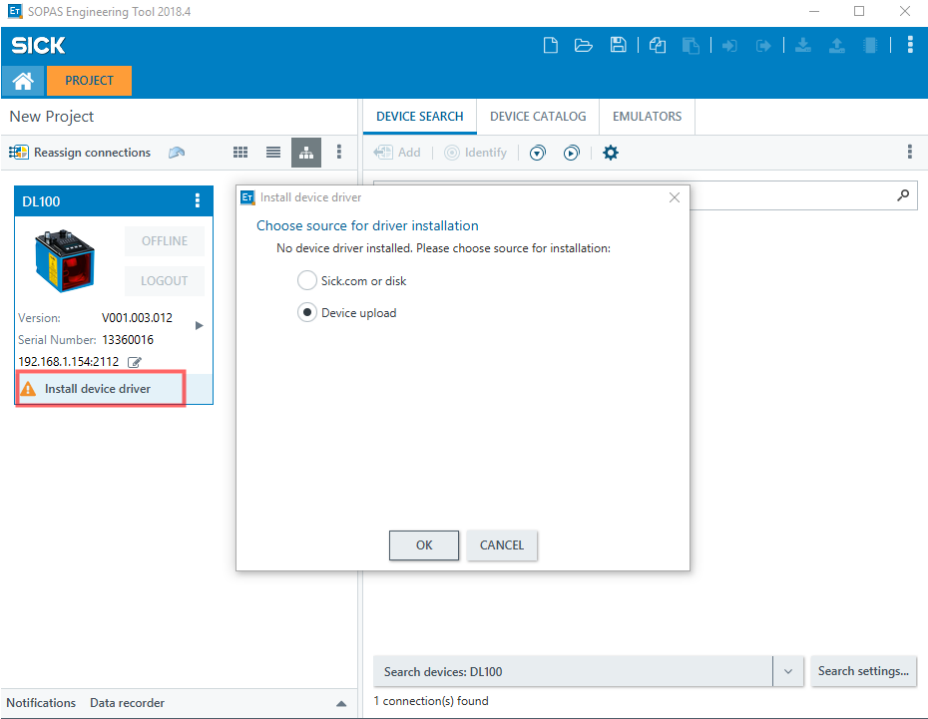 SOPAS Engineering Tool 2018.4
SICK
PROJECT
New Project
DEVICE SEARCH DEVICE CATALOG EMULATORS
Reassign connections
Add Identify
DL100
OFFLINE
LOGOUT
Version: V001.003.012
Serial Number: 13360016
192.168.1.154:2112
Install device driver
Install device driver
Choose source for driver installation
No device driver installed. Please choose source for installation:
Sick.com or disk
Device upload
OK CANCEL
Search devices: DL100
Search settings...
1 connection(s) found
Notifications Data recorder